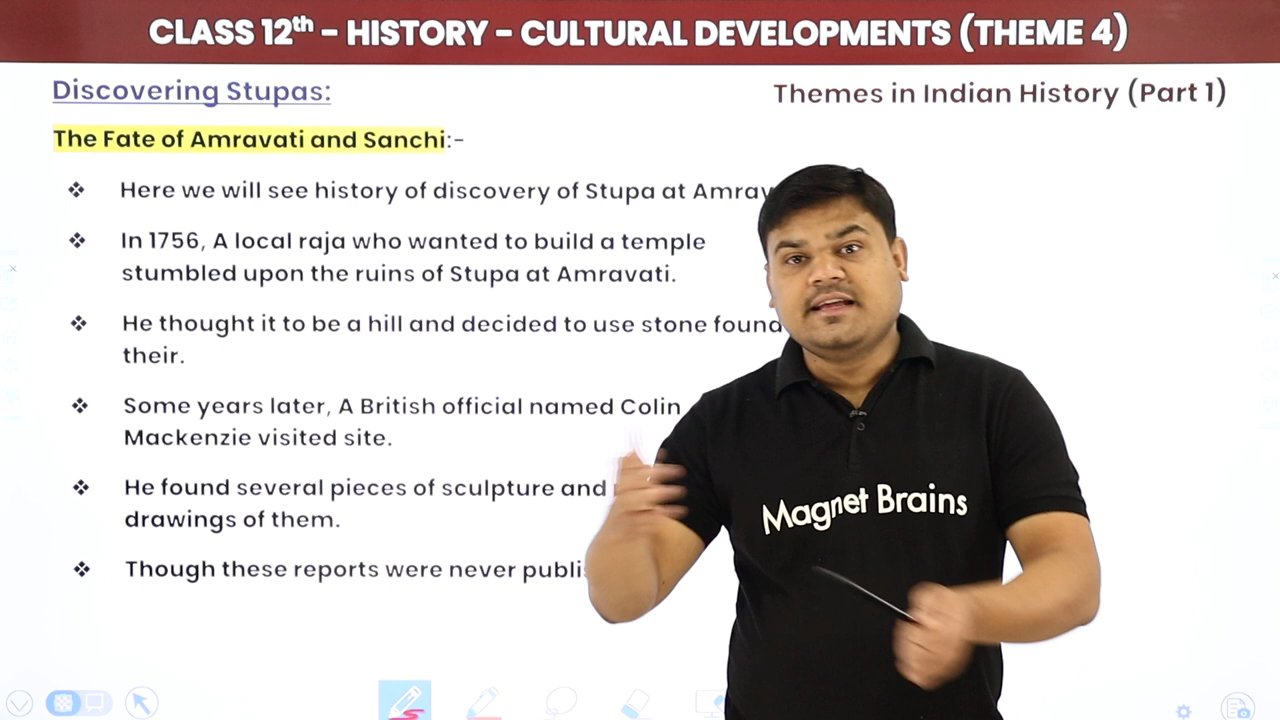 CLASS 12th – HISTORY – CULTURAL DEVELOPMENTS (THEME 4)
Discovering Stupas:
Themes in Indian History (Part 1)
The Fate of Amravati and Sanchi:-
❖ Here we will see history of discovery of Stupa at
❖ In 1756, A local raja who wanted to build a temple
stumbled upon the ruins of Stupa at Amravati.
❖ He thought it to be a hill and decided to use stone found
their.
❖ Some years later, A British official named Colin
Mackenzie visited site.
❖ He found several pieces of sculpture and
drawings of them.
❖ Though these reports were never
Magnet Brains